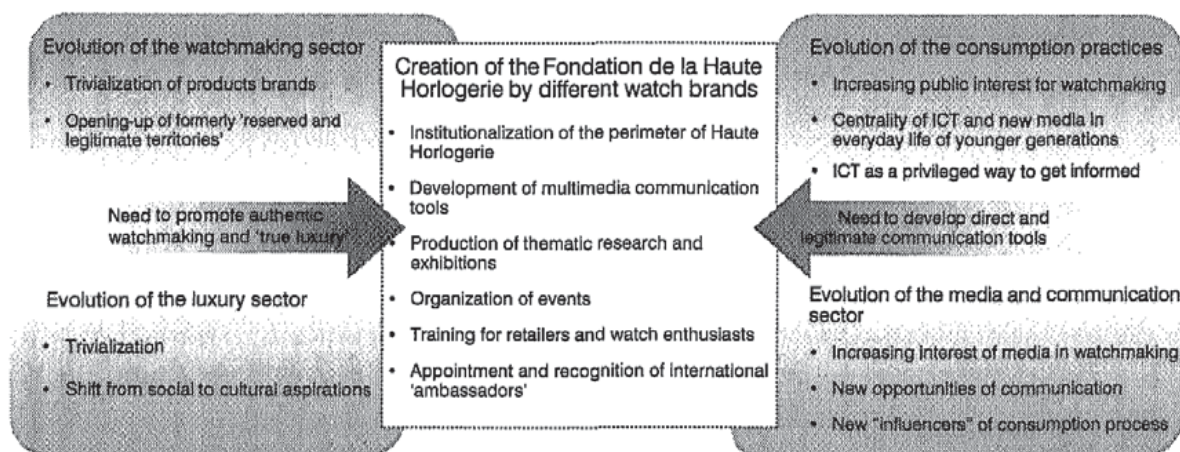 Evolution of the watchmaking sector
• Trivialization of products brands
• Opening-up of formerly 'reserved and
legitimate territories'
Need to promote authentic
watchmaking and 'true luxury'
Evolution of the luxury sector
• Trivialization
• Shift from social to cultural aspirations
Creation of the Fondation de la Haute
Horlogerie by different watch brands
• Institutionalization of the perimeter of Haute
Horlogerie
• Development of multimedia communication
tools
• Production of thematic research and
exhibitions
• Organization of events
• Training for retailers and watch enthusiasts
• Appointment and recognition of international
'ambassadors'
Evolution of the consumption practices
• Increasing public interest for watchmaking
• Centrality of ICT and new media in
everyday life of younger generations
• ICT as a privileged way to get informed
Need to develop direct and
legitimate communication tools
Evolution of the media and communication
sector
• Increasing interest of media in watchmaking
• New opportunities of communication
• New "influencers" of consumption process